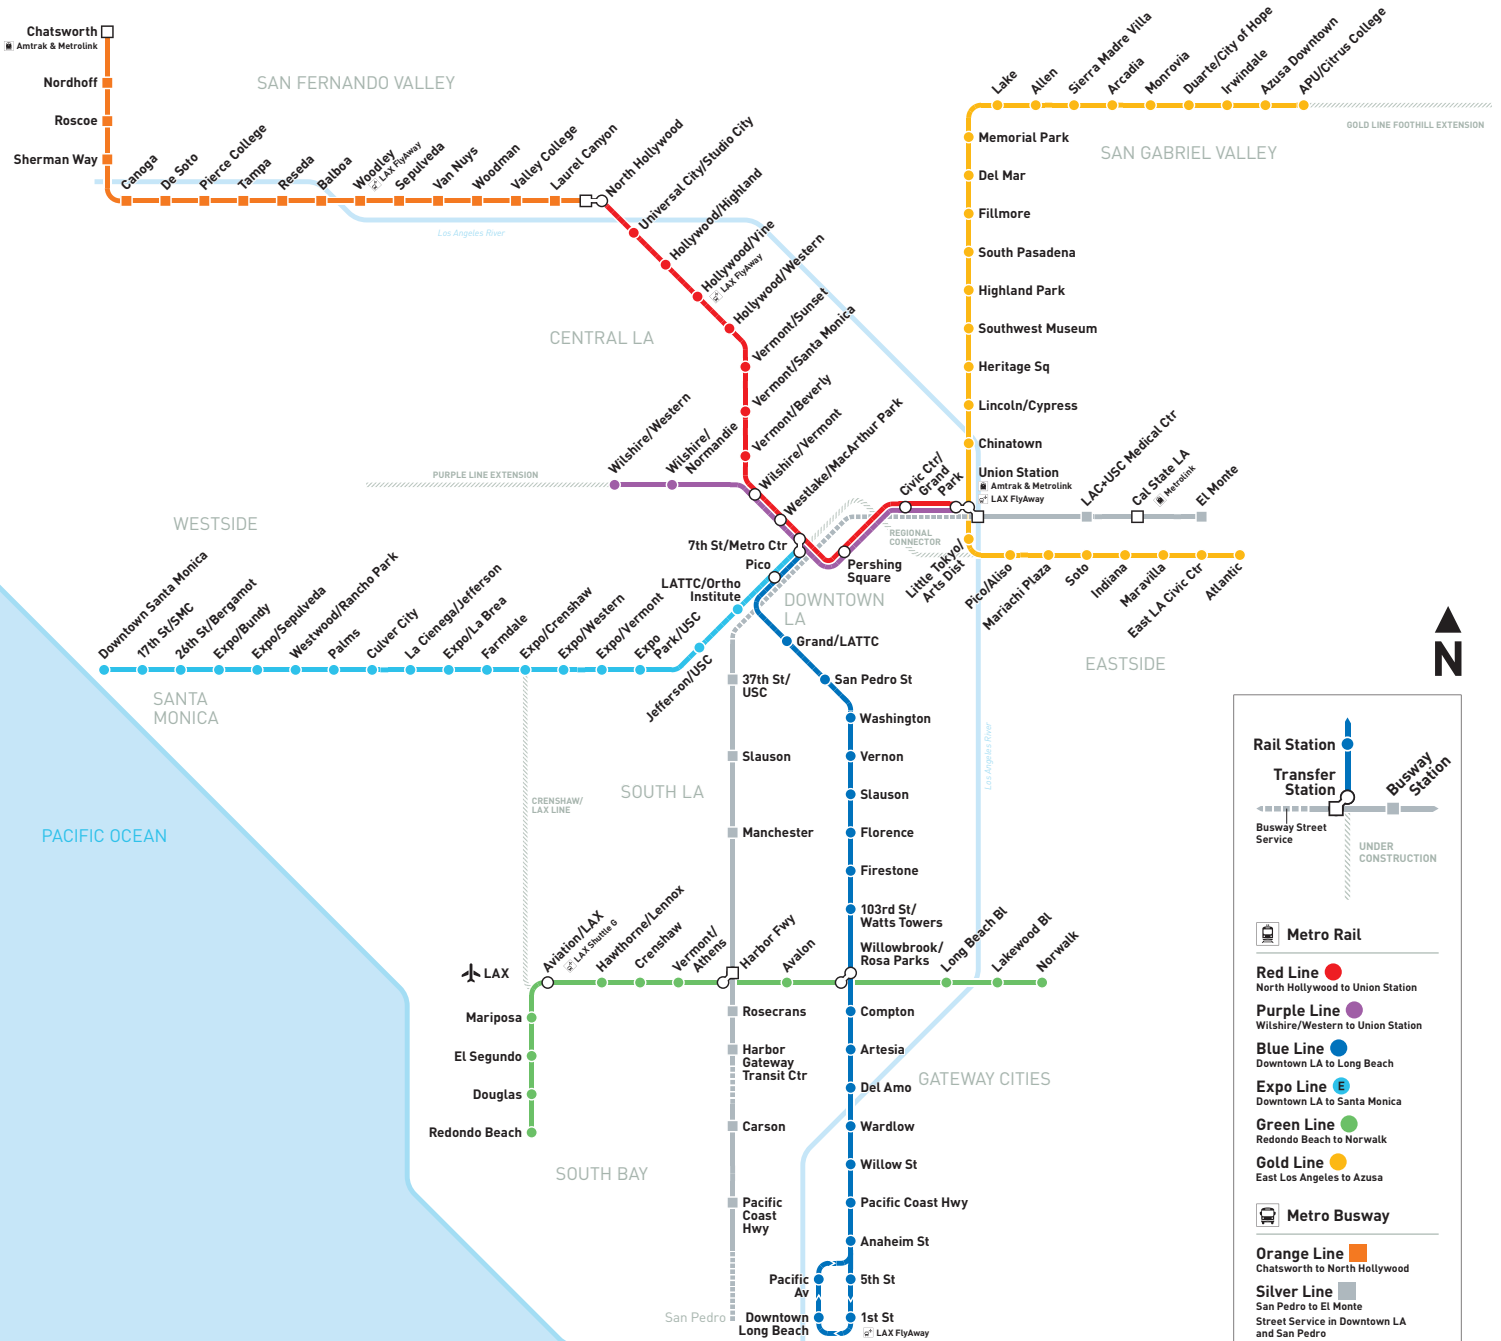 Chatsworth
Amtrak & Metrolink
Nordhoff
Roscoe
Sherman Way
SAN FERNANDO VALLEY
Canoga
De Soto
Pierce College
Tampa
Reseda
Balboa
Woodley
LAX FlyAway
Sepulveda
Van Nuys
Woodman
Valley College
Laurel Canyon
North Hollywood
Los Angeles River
Universal City/Studio City
Hollywood/Highland
Hollywood/Vine
LAX FlyAway
Hollywood/Western
Vermont/Sunset
Vermont/Santa Monica
Vermont/Beverly
CENTRAL LA
Lake
Allen
Sierra Madre Villa
Arcadia
Monrovia
Duarte/City of Hope
Irwindale
Azusa Downtown
APU/Citrus College
GOLD LINE FOOTHILL EXTENSION
SAN GABRIEL VALLEY
Memorial Park
Del Mar
Fillmore
South Pasadena
Highland Park
Southwest Museum
Heritage Sq
Lincoln/Cypress
Chinatown
Union Station
Amtrak & Metrolink
LAX FlyAway
LAC+USC Medical Ctr
Cal State LA
Metrolink
El Monte
Wilshire/Western
Wilshire/
Normandie
Wilshire/Vermont
Westlake/MacArthur Park
Civic Ctr/
Grand
Park
PURPLE LINE EXTENSION
WESTSIDE
REGIONAL
CONNECTOR
7th St/Metro Ctr
Pico
Pershing
Square
Little Tokyo/
Arts Dist
Pico/Aliso
Mariachi Plaza
Soto
Indiana
Maravilla
East LA Civic Ctr
Atlantic
LATTC/Ortho
Institute
DOWNTOWN
LA
Downtown Santa Monica
17th St/SMC
26th St/Bergamot
Expo/Bundy
Expo/Sepulveda
Westwood/Rancho Park
Palms
Culver City
La Cienega/Jefferson
Expo/La Brea
Farmdale
Expo/Crenshaw
Expo/Western
Expo/Vermont
Expo
Park/USC
Jefferson/USC
Grand/LATTC
San Pedro St
EASTSIDE
N
SANTA
MONICA
37th St/
USC
Washington
Slauson
Vernon
Los Angeles River
SOUTH LA
Slauson
CRENSHAW/
LAX LINE
PACIFIC OCEAN
Manchester
Florence
Firestone
103rd St/
Watts Towers
Willowbrook/
Rosa Parks
LAX
Aviation/LAX
LAX Shuttle G
Hawthorne/Lennox
Crenshaw
Vermont/
Athens
Harbor Fwy
Avalon
Long Beach Bl
Lakewood Bl
Norwalk
Mariposa
El Segundo
Douglas
Redondo Beach
Rosecrans
Harbor
Gateway
Transit Ctr
Carson
Pacific
Coast
Hwy
San Pedro
SOUTH BAY
Compton
Artesia
Del Amo
GATEWAY CITIES
Wardlow
Willow St
Pacific Coast Hwy
Anaheim St
Pacific
Av
5th St
Downtown
Long Beach
1st St
LAX FlyAway
Rail Station
Transfer
Station
Busway
Station
Busway Street
Service
UNDER
CONSTRUCTION
Metro Rail
Red Line
North Hollywood to Union Station
Purple Line
Wilshire/Western to Union Station
Blue Line
Downtown LA to Long Beach
Expo Line E
Downtown LA to Santa Monica
Green Line
Redondo Beach to Norwalk
Gold Line
East Los Angeles to Azusa
Metro Busway
Orange Line
Chatsworth to North Hollywood
Silver Line
San Pedro to El Monte
Street Service in Downtown LA
and San Pedro